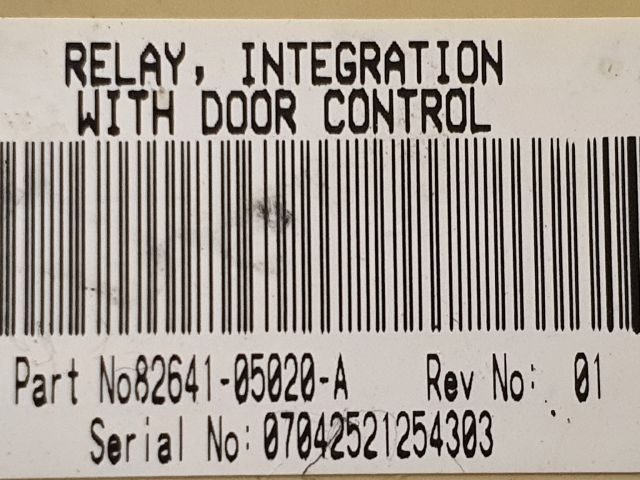 RELAY, INTEGRATION
WITH DOOR CONTROL
Part No82641-05020-A Rev No: 01
Serial No: 07042521254303